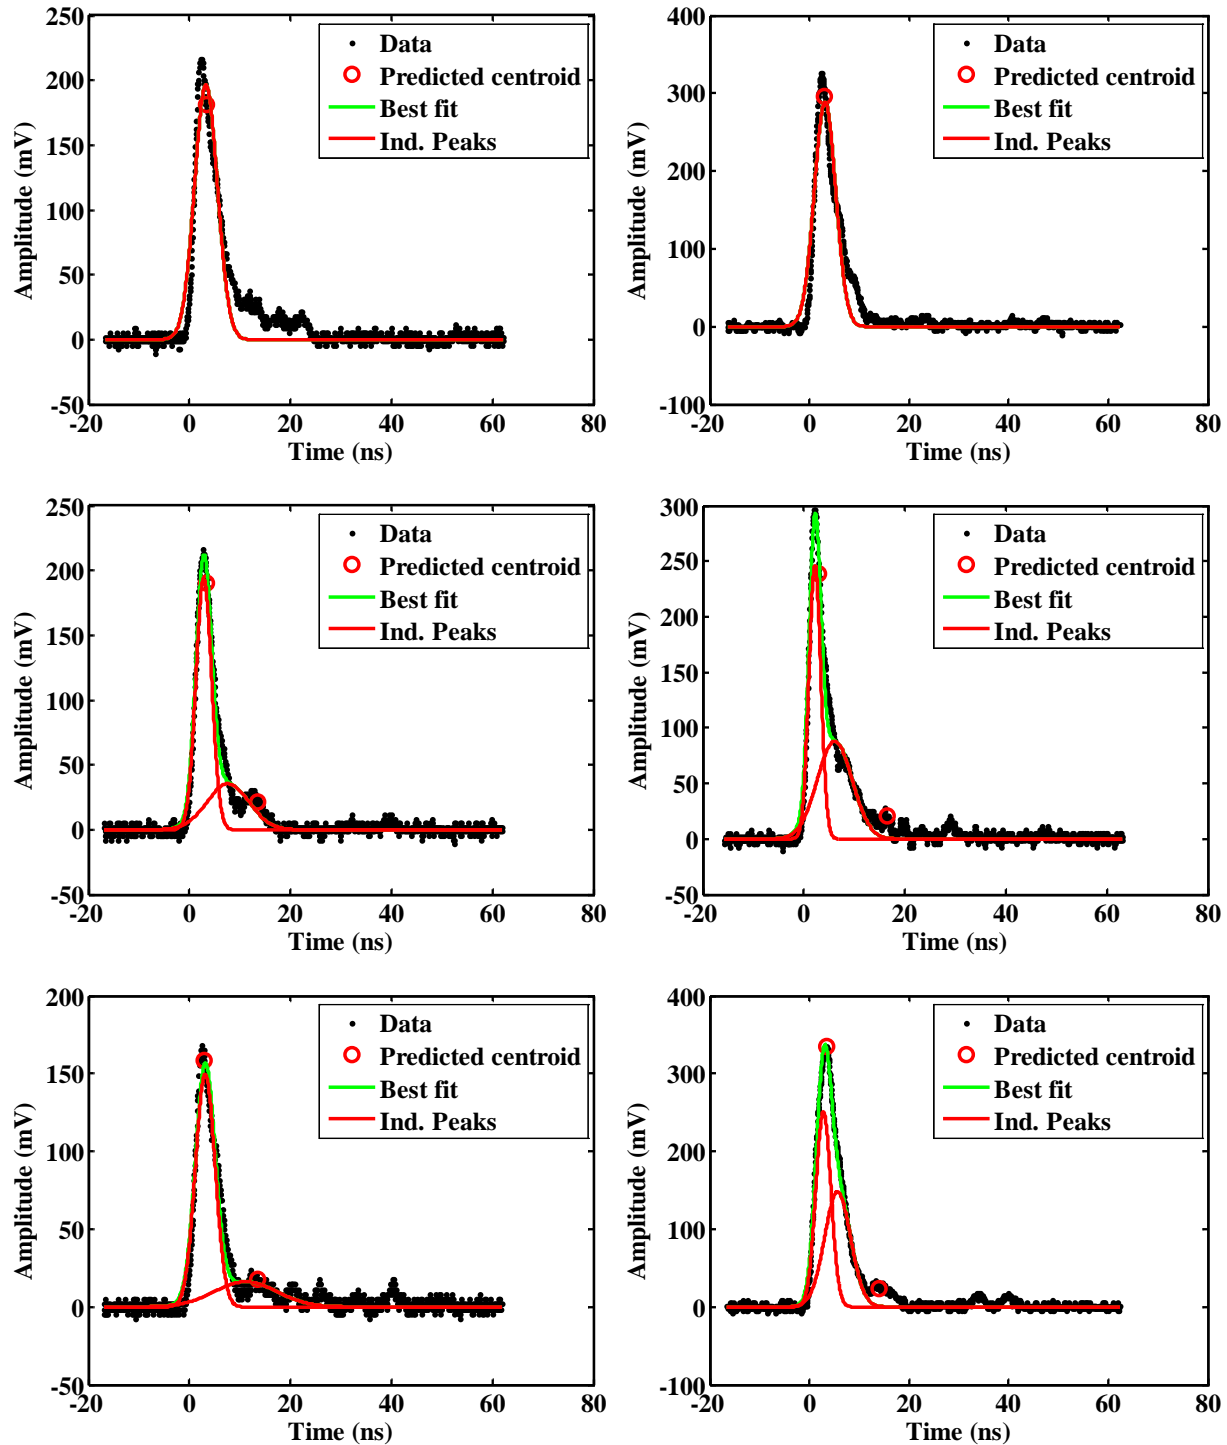 250
200
150
100
50
0
-50
Amplitude (mV)
-20 0 20 40 60 80
Time (ns)
Data
Predicted centroid
Best fit
Ind. Peaks
400
300
200
100
0
-100
Amplitude (mV)
-20 0 20 40 60 80
Time (ns)
Data
Predicted centroid
Best fit
Ind. Peaks
250
200
150
100
50
0
-50
Amplitude (mV)
-20 0 20 40 60 80
Time (ns)
Data
Predicted centroid
Best fit
Ind. Peaks
300
250
200
150
100
50
0
-50
Amplitude (mV)
-20 0 20 40 60 80
Time (ns)
Data
Predicted centroid
Best fit
Ind. Peaks
200
150
100
50
0
-50
Amplitude (mV)
-20 0 20 40 60 80
Time (ns)
Data
Predicted centroid
Best fit
Ind. Peaks
400
300
200
100
0
-100
Amplitude (mV)
-20 0 20 40 60 80
Time (ns)
Data
Predicted centroid
Best fit
Ind. Peaks